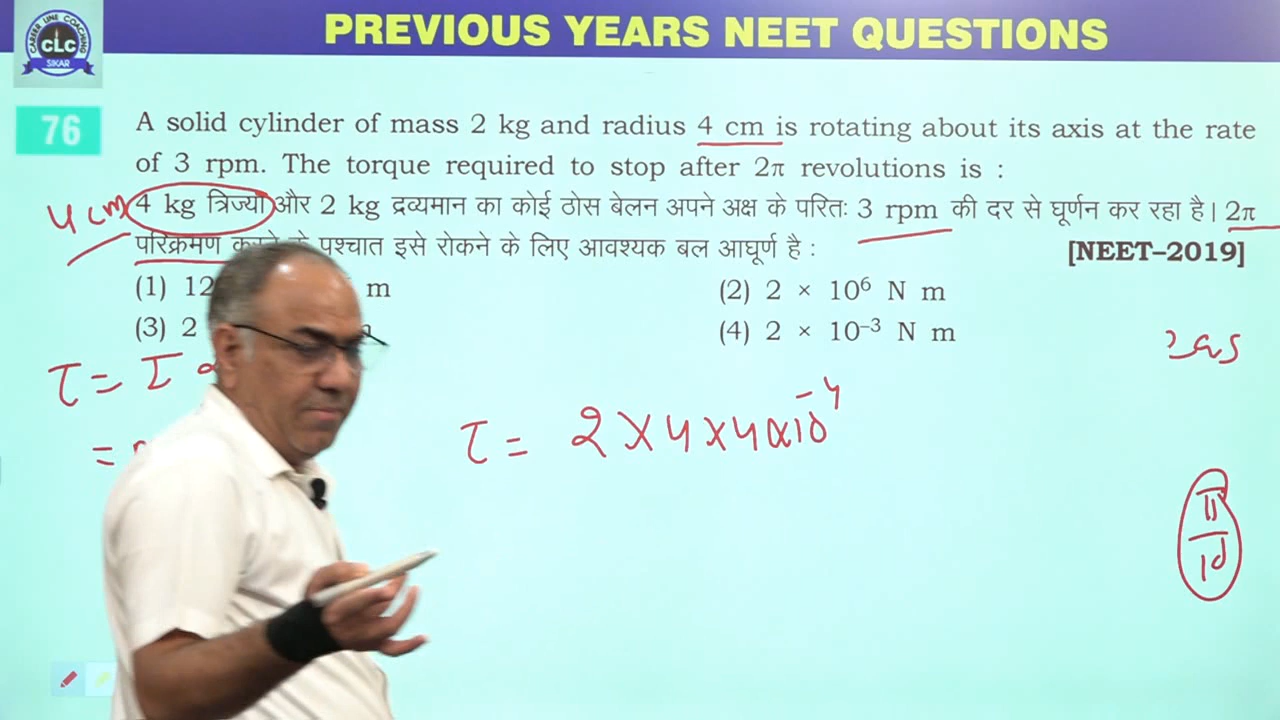 PREVIOUS YEARS NEET QUESTIONS
CAREER LINE COACHING
CLC
SIKAR
76
A solid cylinder of mass 2 kg and radius 4 cm is rotating about its axis at the rate
of 3 rpm. The torque required to stop after 2π revolutions is :
4 cm
4 kg त्रिज्या और 2 kg द्रव्यमान का कोई ठोस बेलन अपने अक्ष के परितः 3 rpm की दर से घूर्णन कर रहा है। 2π
परिक्रमण पश्चात इसे रोकने के लिए आवश्यक बल आघूर्ण है :
[NEET–2019]
(1) 12 m
(2) 2 × 10⁶ N m
(3) 2
(4) 2 × 10⁻³ N m
τ = I
=
τ = 2 × 4 × 4 × 10⁻⁴
π
10